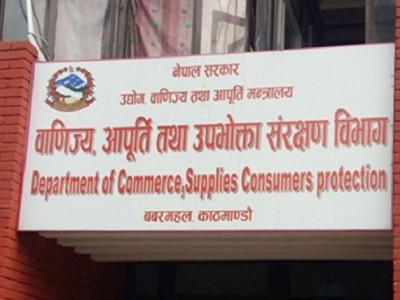 नेपाल सरकार
उद्योग, वाणिज्य तथा आपूर्ति मन्त्रालय
वाणिज्य, आपूर्ति तथा उपभोक्ता संरक्षण विभाग
Department of Commerce,Supplies Consumers protection
बबरमहल, काठमाण्डौ